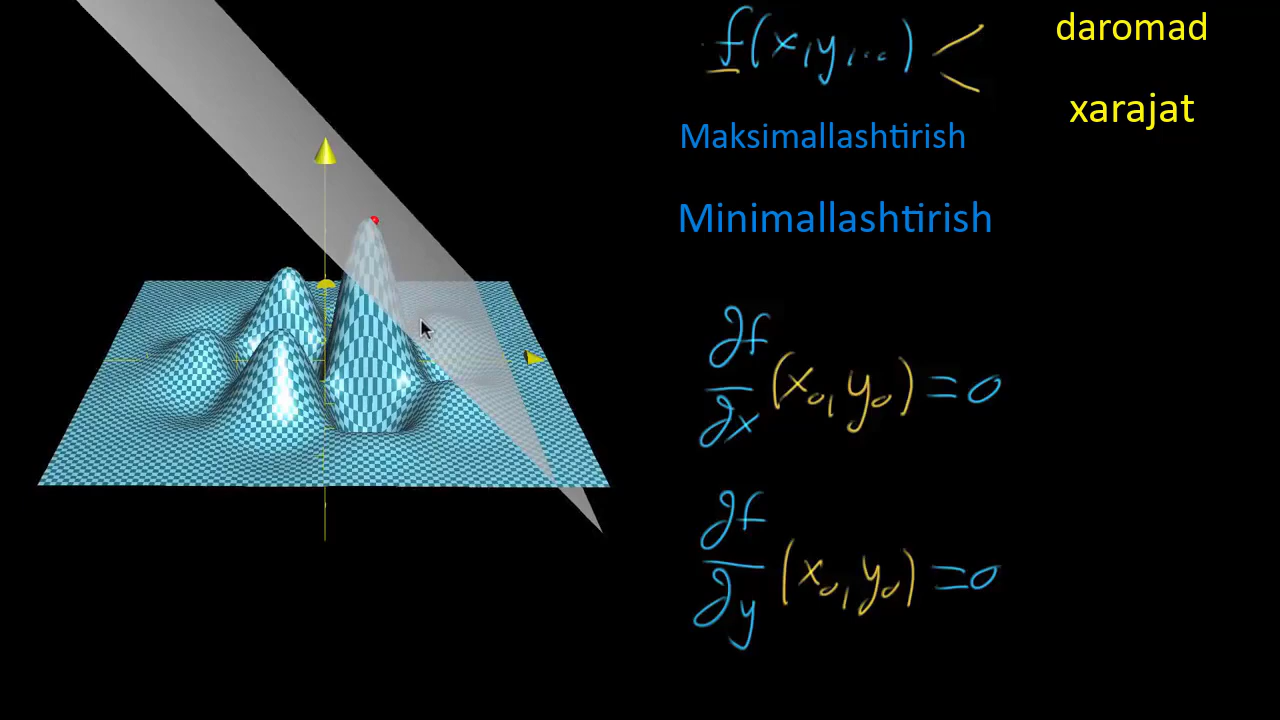 f(x, y, ...) <
daromad
xarajat
Maksimallashtirish
Minimallashtirish
∂f/∂x (x₀, y₀) = 0
∂f/∂y (x₀, y₀) = 0